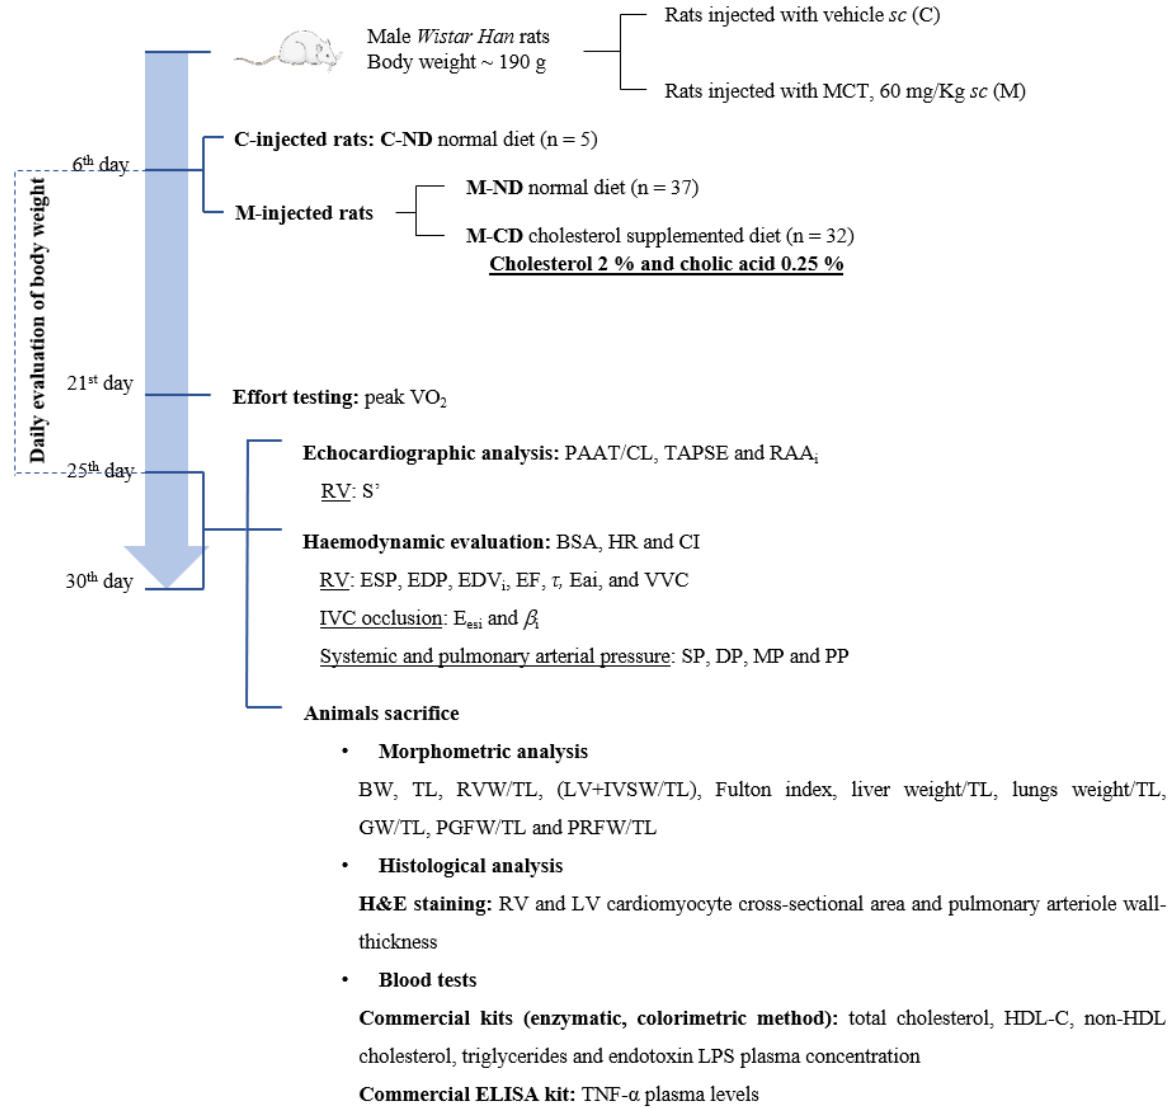 Rats injected with vehicle sc (C)
Male Wistar Han rats
Body weight ~ 190 g
Rats injected with MCT, 60 mg/Kg sc (M)
C-injected rats: C-ND normal diet (n = 5)
6th day
M-ND normal diet (n = 37)
M-injected rats
M-CD cholesterol supplemented diet (n = 32)
Cholesterol 2 % and cholic acid 0.25 %
Daily evaluation of body weight
21st day
Effort testing: peak VO2
Echocardiographic analysis: PAAT/CL, TAPSE and RAAi
25th day
RV: S’
Haemodynamic evaluation: BSA, HR and CI
30th day
RV: ESP, EDP, EDVi, EF, τ, Eai, and VVC
IVC occlusion: Eesi and βi
Systemic and pulmonary arterial pressure: SP, DP, MP and PP
Animals sacrifice
• Morphometric analysis
BW, TL, RVW/TL, (LV+IVSW/TL), Fulton index, liver weight/TL, lungs weight/TL,
GW/TL, PGFW/TL and PRFW/TL
• Histological analysis
H&E staining: RV and LV cardiomyocyte cross-sectional area and pulmonary arteriole wall-
thickness
• Blood tests
Commercial kits (enzymatic, colorimetric method): total cholesterol, HDL-C, non-HDL
cholesterol, triglycerides and endotoxin LPS plasma concentration
Commercial ELISA kit: TNF-α plasma levels